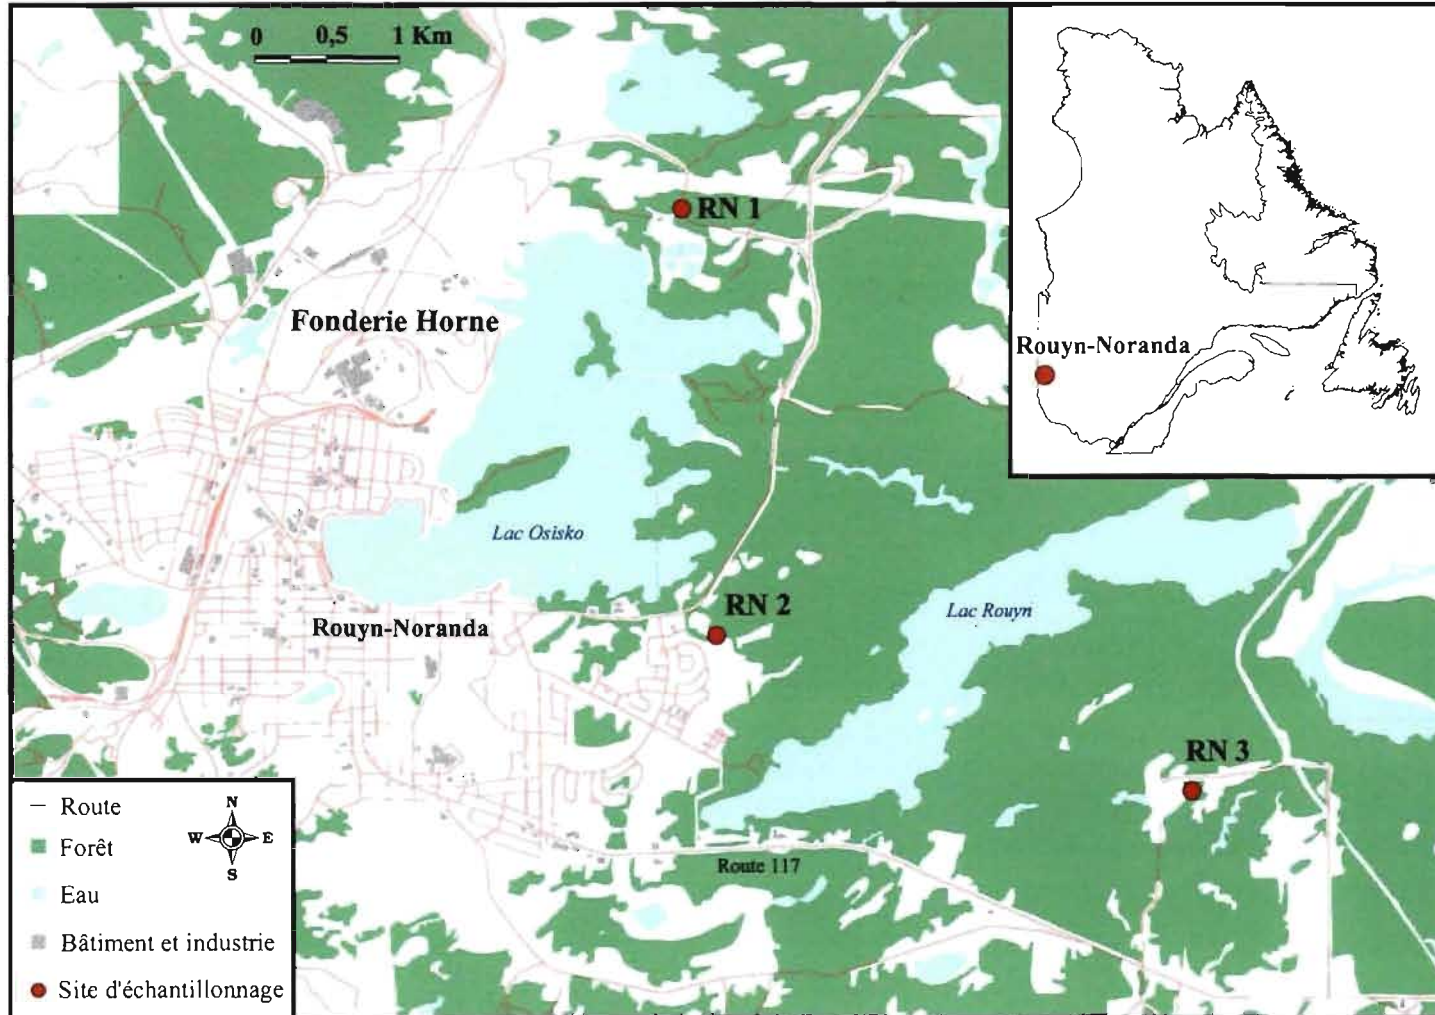 0 0,5 1 Km
RN 1
Fonderie Horne
Rouyn-Noranda
Lac Osisko
RN 2
Lac Rouyn
Rouyn-Noranda
RN 3
Route 117
Route
Forêt
Eau
Bâtiment et industrie
Site d'échantillonnage
N
W E
S